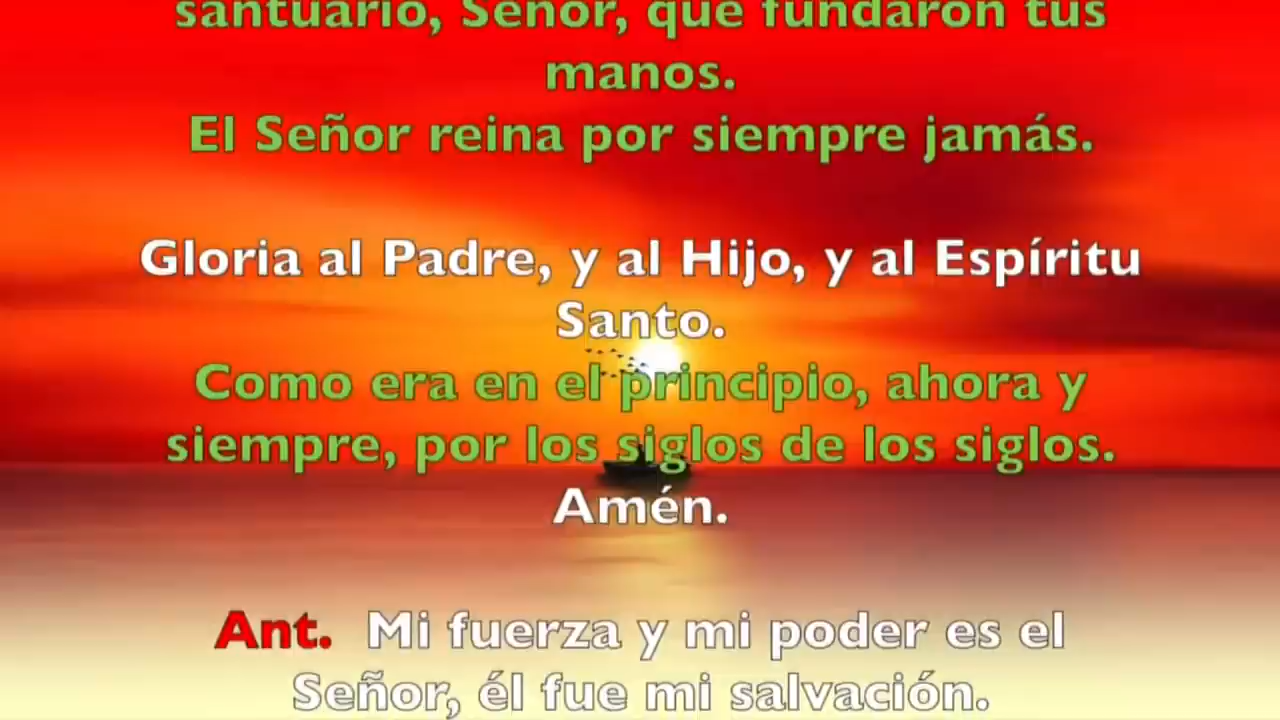 santuario, Señor, que fundaron tus
manos.
El Señor reina por siempre jamás.
Gloria al Padre, y al Hijo, y al Espíritu
Santo.
Como era en el principio, ahora y
siempre, por los siglos de los siglos.
Amén.
Ant. Mi fuerza y mi poder es el
Señor, él fue mi salvación.